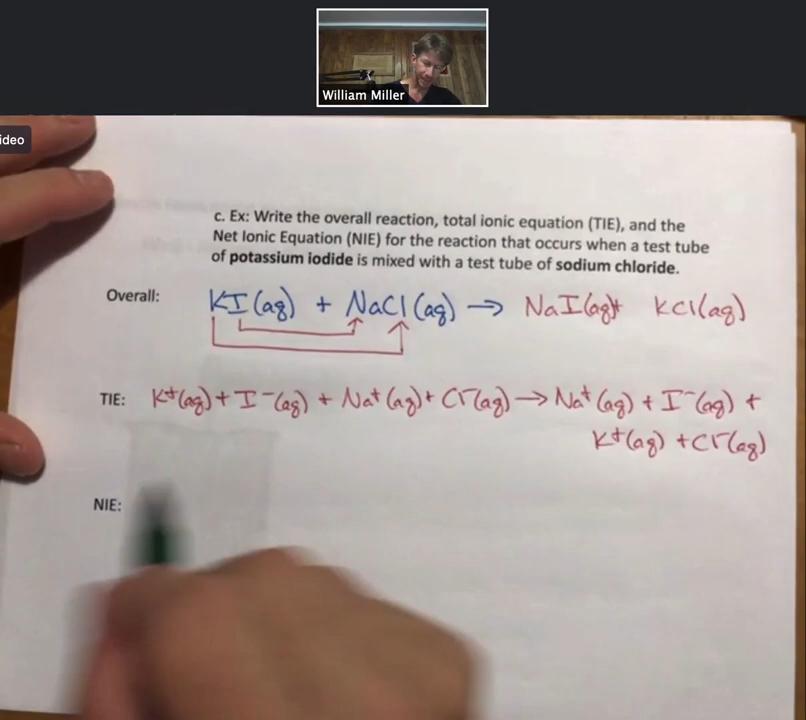 William Miller
ideo
c. Ex: Write the overall reaction, total ionic equation (TIE), and the
Net Ionic Equation (NIE) for the reaction that occurs when a test tube
of potassium iodide is mixed with a test tube of sodium chloride.
Overall: KI(aq) + NaCl(aq) → NaI(aq)+ KCl(aq)
TIE: K⁺(aq) + I⁻(aq) + Na⁺(aq) + Cl⁻(aq) → Na⁺(aq) + I⁻(aq) +
K⁺(aq) + Cl⁻(aq)
NIE: